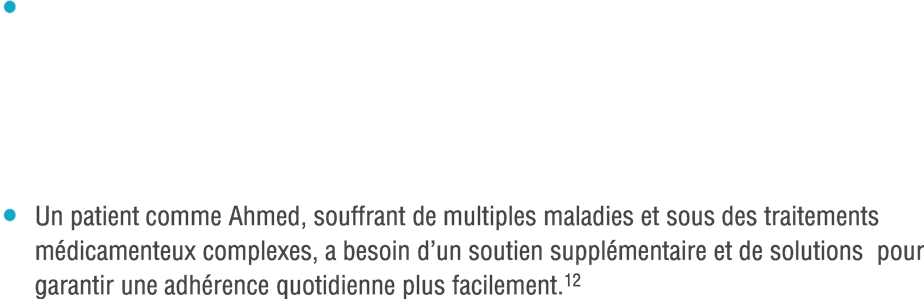 • 
• Un patient comme Ahmed, souffrant de multiples maladies et sous des traitements
médicamenteux complexes, a besoin d’un soutien supplémentaire et de solutions  pour
garantir une adhérence quotidienne plus facilement.12